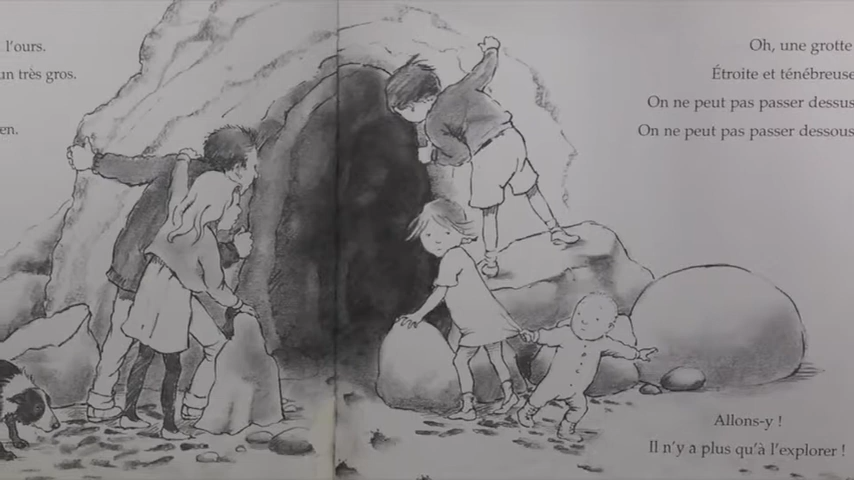 l'ours.
un très gros.
en.
Oh, une grotte
Étroite et ténébreuse
On ne peut pas passer dessus
On ne peut pas passer dessous
Allons-y !
Il n'y a plus qu'à l'explorer !